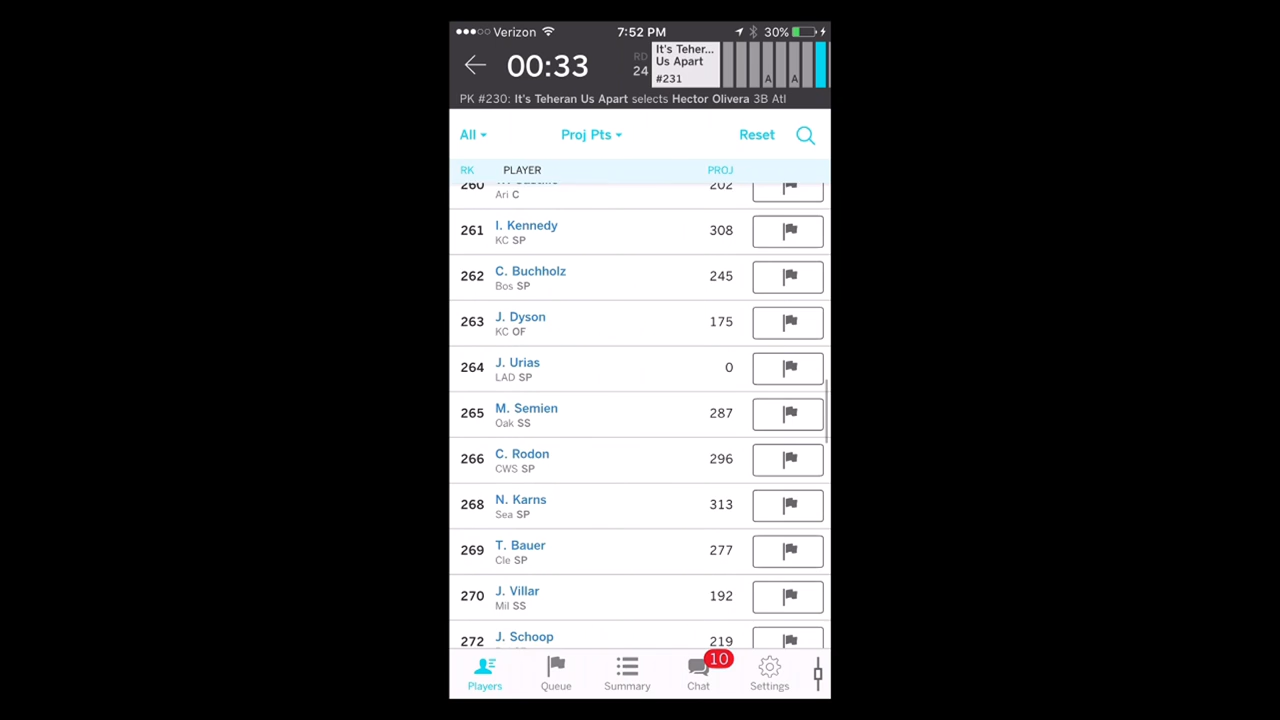 Verizon 7:52 PM 30%
00:33
RD
24
It's Teher...
Us Apart
#231
A A
PK #230: It's Teheran Us Apart selects Hector Olivera 3B Atl
All Proj Pts Reset
RK PLAYER PROJ
260 202
Ari C
261 I. Kennedy 308
KC SP
262 C. Buchholz 245
Bos SP
263 J. Dyson 175
KC OF
264 J. Urias 0
LAD SP
265 M. Semien 287
Oak SS
266 C. Rodon 296
CWS SP
268 N. Karns 313
Sea SP
269 T. Bauer 277
Cle SP
270 J. Villar 192
Mil SS
272 J. Schoop 219
10
Players Queue Summary Chat Settings